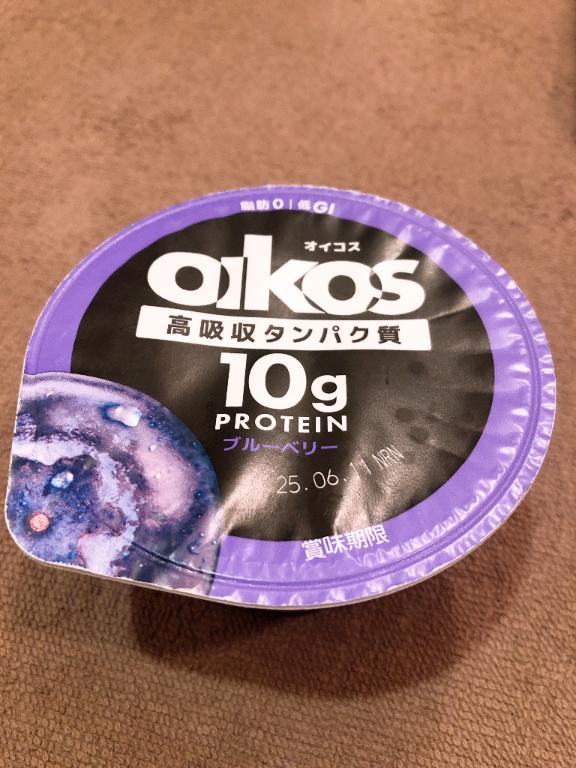 脂肪0|低GI
オイコス
oikos
高吸収タンパク質
10g
PROTEIN
ブルーベリー
25.06.11 NRN
賞味期限